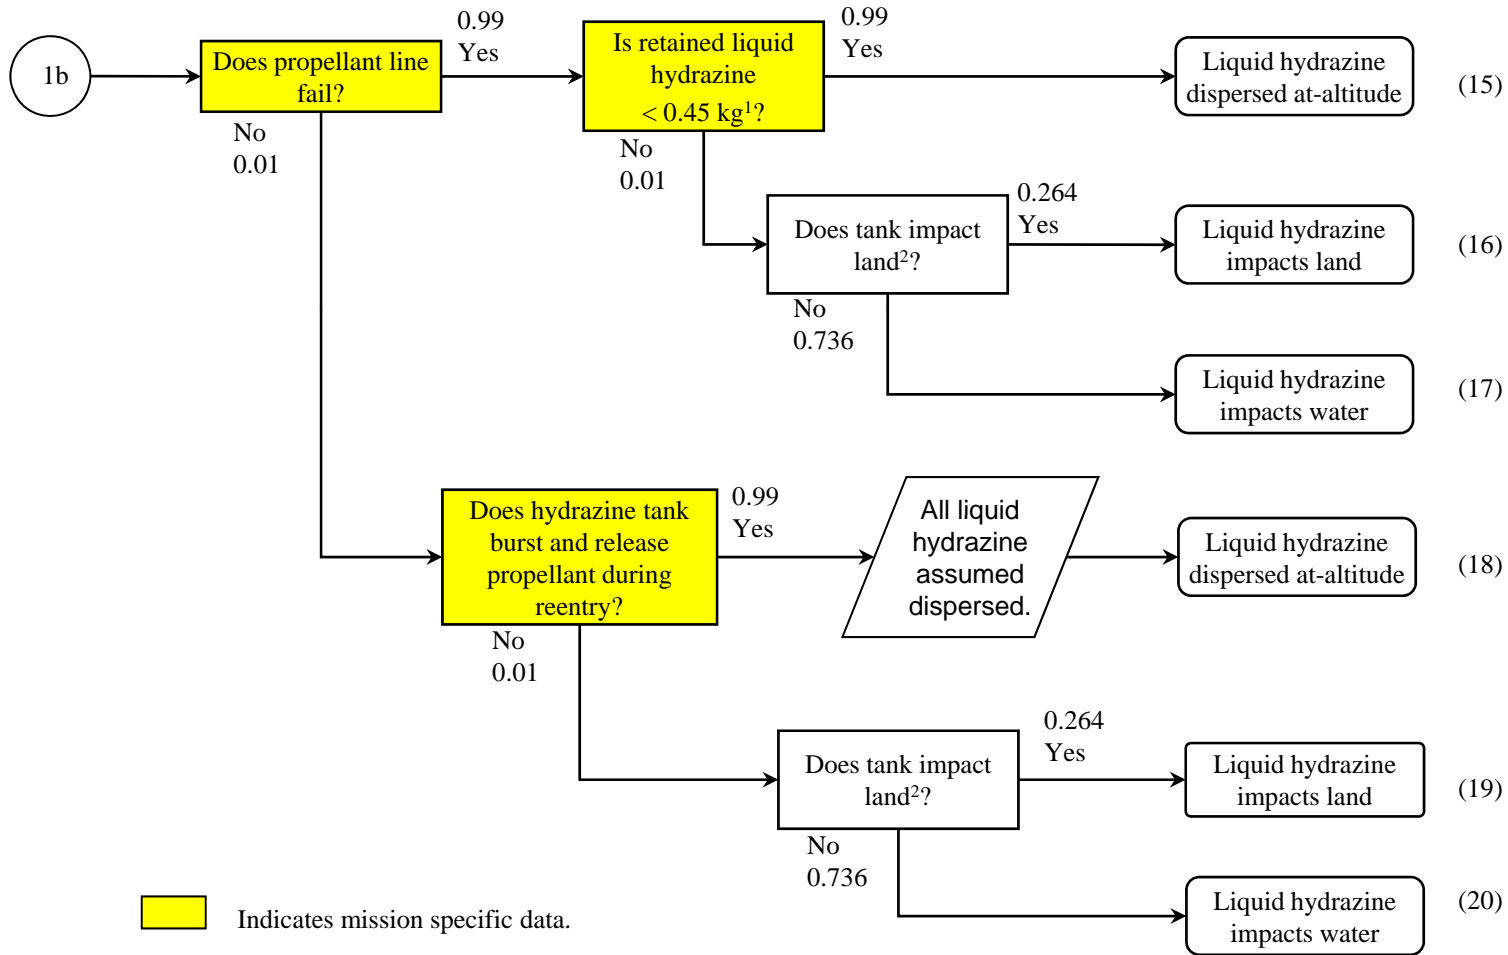 1b
Does propellant line
fail?
0.99
Yes
No
0.01
Is retained liquid
hydrazine
< 0.45 kg¹?
0.99
Yes
No
0.01
Liquid hydrazine
dispersed at-altitude
(15)
Does tank impact
land²?
0.264
Yes
No
0.736
Liquid hydrazine
impacts land
(16)
Liquid hydrazine
impacts water
(17)
Does hydrazine tank
burst and release
propellant during
reentry?
0.99
Yes
No
0.01
All liquid
hydrazine
assumed
dispersed.
Liquid hydrazine
dispersed at-altitude
(18)
Does tank impact
land²?
0.264
Yes
No
0.736
Liquid hydrazine
impacts land
(19)
Liquid hydrazine
impacts water
(20)
Indicates mission specific data.